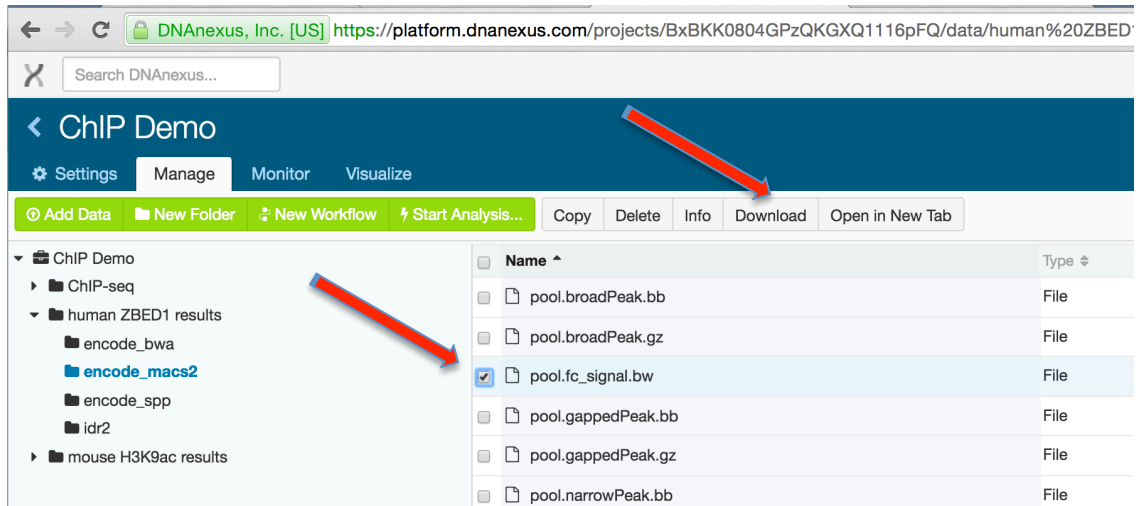 DNAnexus, Inc. [US] https://platform.dnanexus.com/projects/BxBKK0804GPzQKGXQ1116pFQ/data/human%20ZBED1
Search DNAnexus...
ChIP Demo
Settings Manage Monitor Visualize
Add Data New Folder New Workflow Start Analysis... Copy Delete Info Download Open in New Tab
ChIP Demo
ChIP-seq
human ZBED1 results
encode_bwa
encode_macs2
encode_spp
idr2
mouse H3K9ac results
Name Type
pool.broadPeak.bb File
pool.broadPeak.gz File
pool.fc_signal.bw File
pool.gappedPeak.bb File
pool.gappedPeak.gz File
pool.narrowPeak.bb File